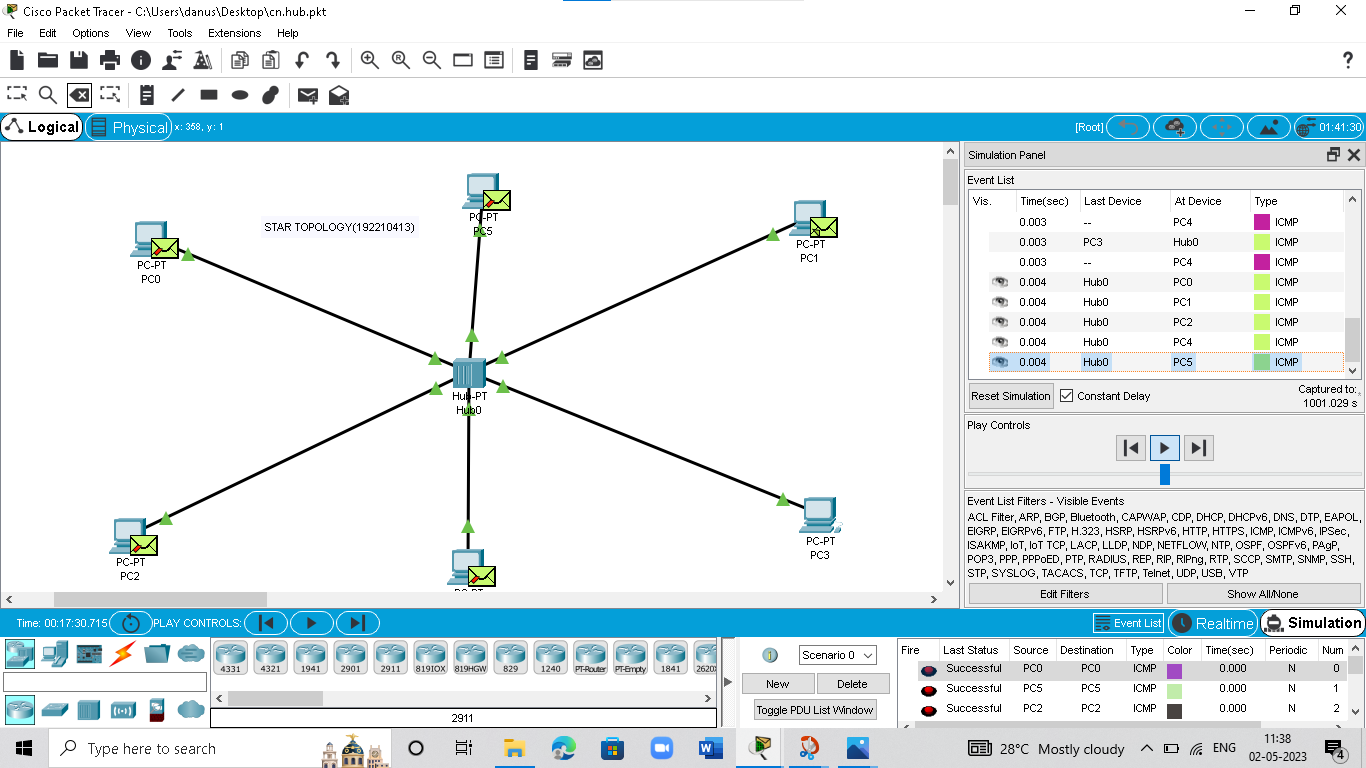 Cisco Packet Tracer - C:\Users\danus\Desktop\cn.hub.pkt
File Edit Options View Tools Extensions Help
?
Logical Physical x: 358, y: 1 [Root] 01:41:30
STAR TOPOLOGY(192210413)
PC-PT
PC5
PC-PT
PC0
PC-PT
PC1
Hub-PT
Hub0
PC-PT
PC2
PC-PT
PC3
Simulation Panel
Event List
Vis. Time(sec) Last Device At Device Type
0.003 -- PC4 ICMP
0.003 PC3 Hub0 ICMP
0.003 -- PC4 ICMP
0.004 Hub0 PC0 ICMP
0.004 Hub0 PC1 ICMP
0.004 Hub0 PC2 ICMP
0.004 Hub0 PC4 ICMP
0.004 Hub0 PC5 ICMP
Reset Simulation Constant Delay Captured to:
1001.029 s
Play Controls
Event List Filters - Visible Events
ACL Filter, ARP, BGP, Bluetooth, CAPWAP, CDP, DHCP, DHCPv6, DNS, DTP, EAPOL,
EIGRP, EIGRPv6, FTP, H.323, HSRP, HSRPv6, HTTP, HTTPS, ICMP, ICMPv6, IPSec,
ISAKMP, IoT, IoT TCP, LACP, LLDP, NDP, NETFLOW, NTP, OSPF, OSPFv6, PAgP,
POP3, PPP, PPPoED, PTP, RADIUS, REP, RIP, RIPng, RTP, SCCP, SMTP, SNMP, SSH,
STP, SYSLOG, TACACS, TCP, TFTP, Telnet, UDP, USB, VTP
Edit Filters Show All/None
Time: 00:17:30.715 PLAY CONTROLS: Event List Realtime Simulation
4331 4321 1941 2901 2911 819IOX 819HGW 829 1240 PT-Router PT-Empty 1841 2620X
2911
Scenario 0
New Delete
Toggle PDU List Window
Fire Last Status Source Destination Type Color Time(sec) Periodic Num
Successful PC0 PC0 ICMP 0.000 N 0
Successful PC5 PC5 ICMP 0.000 N 1
Successful PC2 PC2 ICMP 0.000 N 2
Type here to search
28°C Mostly cloudy ENG 11:38
02-05-2023 4